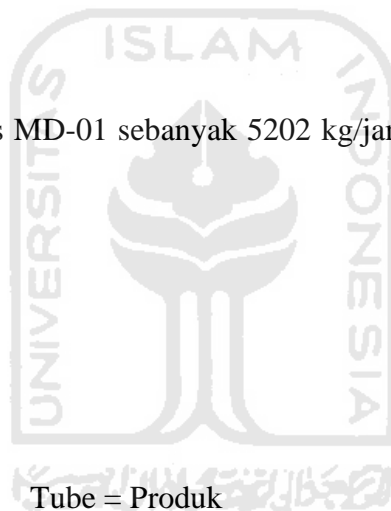 ISLAM
UNIVERSITAS
INDONESIA
s MD-01 sebanyak 5202 kg/jam
Tube = Produk